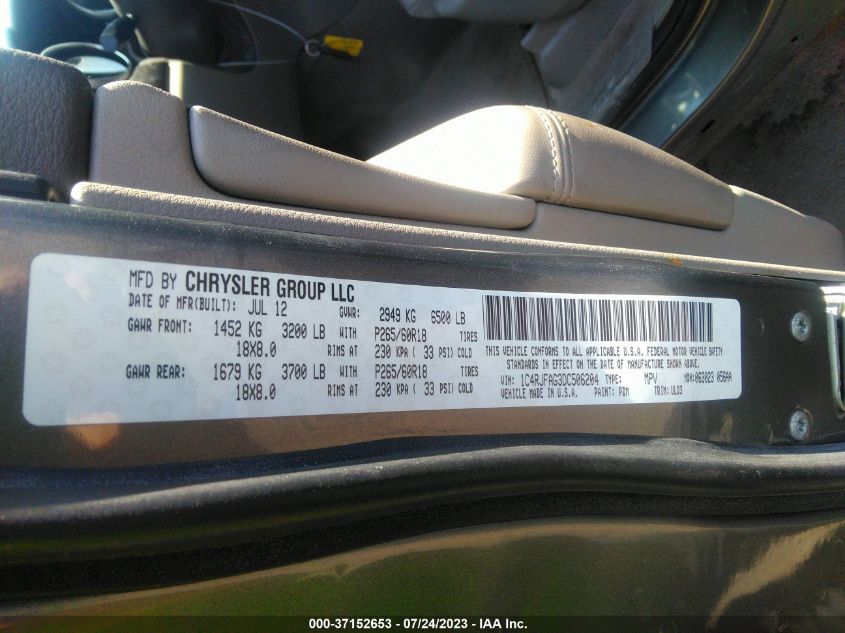 MFD BY CHRYSLER GROUP LLC
DATE OF MFR(BUILT): JUL 12 GVWR: 2949 KG 6500 LB
GAWR FRONT: 1452 KG 3200 LB WITH P265/60R18 TIRES
18X8.0 RIMS AT 230 KPA ( 33 PSI) COLD
GAWR REAR: 1679 KG 3700 LB WITH P265/60R18 TIRES
18X8.0 RIMS AT 230 KPA ( 33 PSI) COLD
THIS VEHICLE CONFORMS TO ALL APPLICABLE U.S.A. FEDERAL MOTOR VEHICLE SAFETY
STANDARDS IN EFFECT ON THE DATE OF MANUFACTURE SHOWN ABOVE.
VIN: 1C4RJFAG3DC506204 TYPE: MPV MDH: 063023 056AA
VEHICLE MADE IN U.S.A. PAINT: PDM TRIM: ULD3
000-37152653 / 07/24/2023 - IAA Inc.